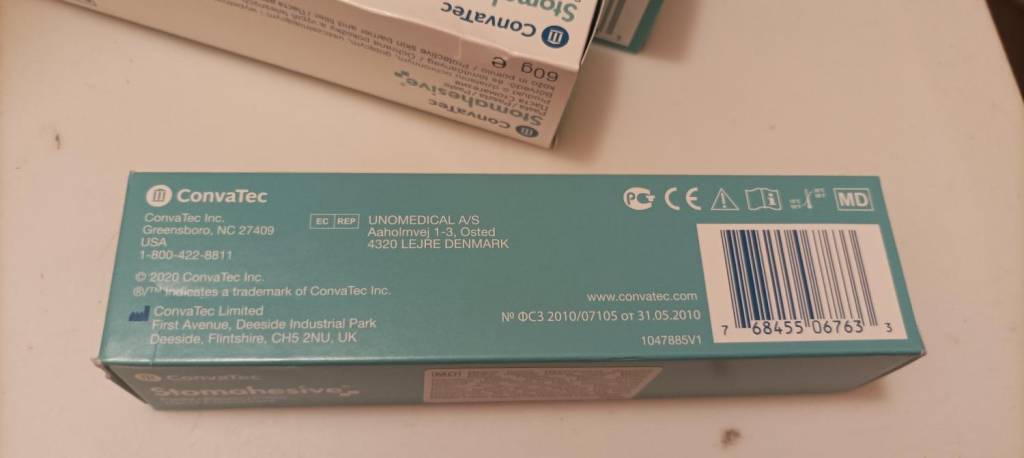 ConvaTec
Stomahesive
60g e
ConvaTec
Stomahesive
ConvaTec
ConvaTec Inc.
Greensboro, NC 27409
USA
1-800-422-8811
EC REP
UNOMEDICAL A/S
Aaholmvej 1-3, Osted
4320 LEJRE DENMARK
© 2020 ConvaTec Inc.
®/™ Indicates a trademark of ConvaTec Inc.
ConvaTec Limited
First Avenue, Deeside Industrial Park
Deeside, Flintshire, CH5 2NU, UK
CE
MD
www.convatec.com
№ ФСЗ 2010/07105 от 31.05.2010
1047885V1
7 68455 06763 3
ConvaTec
Stomahesive